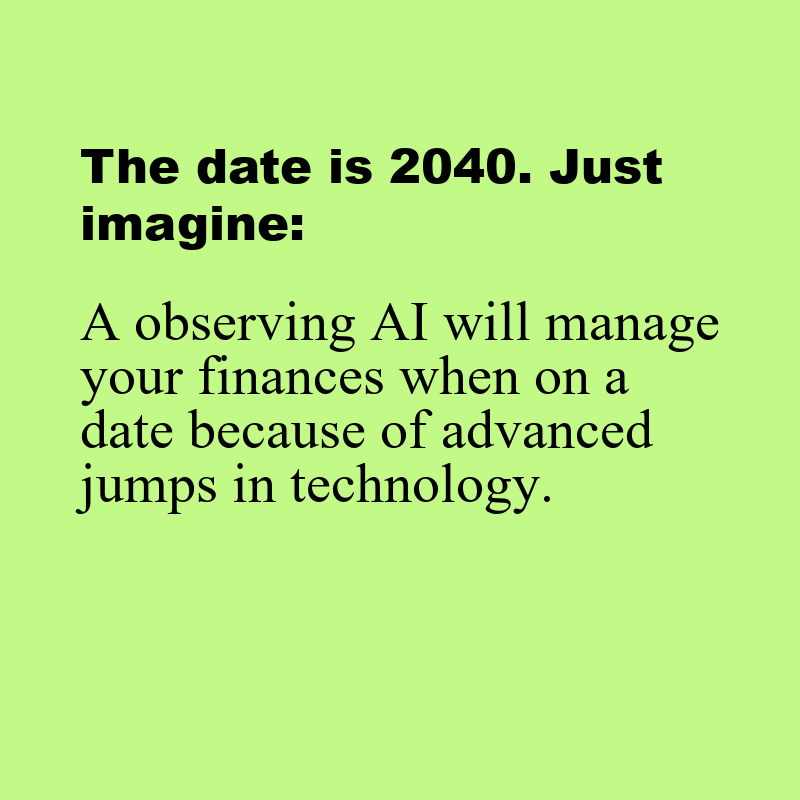 The date is 2040. Just
imagine:
A observing AI will manage
your finances when on a
date because of advanced
jumps in technology.